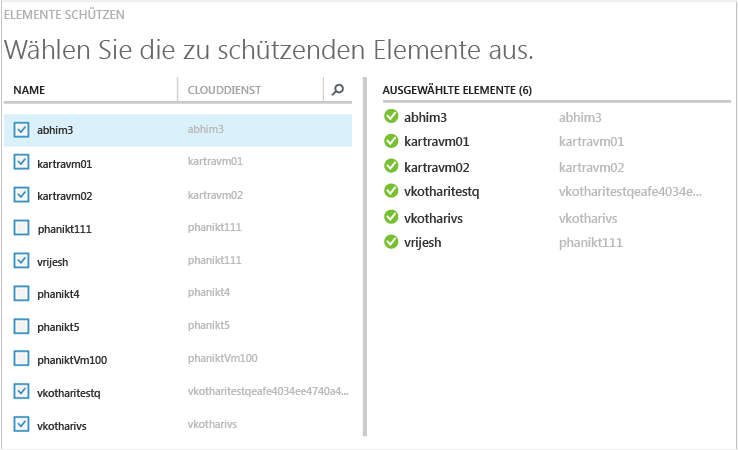 ELEMENTE SCHÜTZEN
Wählen Sie die zu schützenden Elemente aus.
NAME CLOUDDIENST
abhim3 abhim3
kartravm01 kartravm01
kartravm02 kartravm02
phanikt111 phanikt111
vrijesh phanikt111
phanikt4 phanikt4
phanikt5 phanikt5
phaniktVm100 phaniktVm100
vkotharitestq vkotharitestqeafe4034ee4740a4...
vkotharivs vkotharivs
AUSGEWÄHLTE ELEMENTE (6)
abhim3 abhim3
kartravm01 kartravm01
kartravm02 kartravm02
vkotharitestq vkotharitestqeafe4034e...
vkotharivs vkotharivs
vrijesh phanikt111